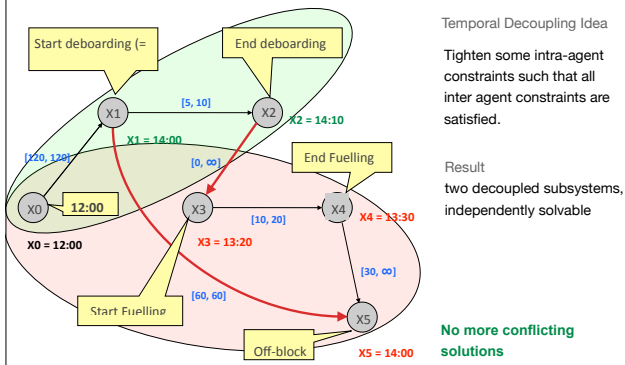 Temporal Decoupling Idea
Start deboarding (=
End deboarding
Tighten some intra-agent
constraints such that all
inter agent constraints are
satisfied.
X1
[5, 10]
X2
X2 = 14:10
X1 = 14:00
[120, 120]
[0, ∞]
End Fuelling
Result
two decoupled subsystems,
independently solvable
X0
12:00
X3
[10, 20]
X4
X4 = 13:30
X0 = 12:00
X3 = 13:20
[30, ∞]
[60, 60]
Start Fuelling
X5
No more conflicting
solutions
Off-block
X5 = 14:00